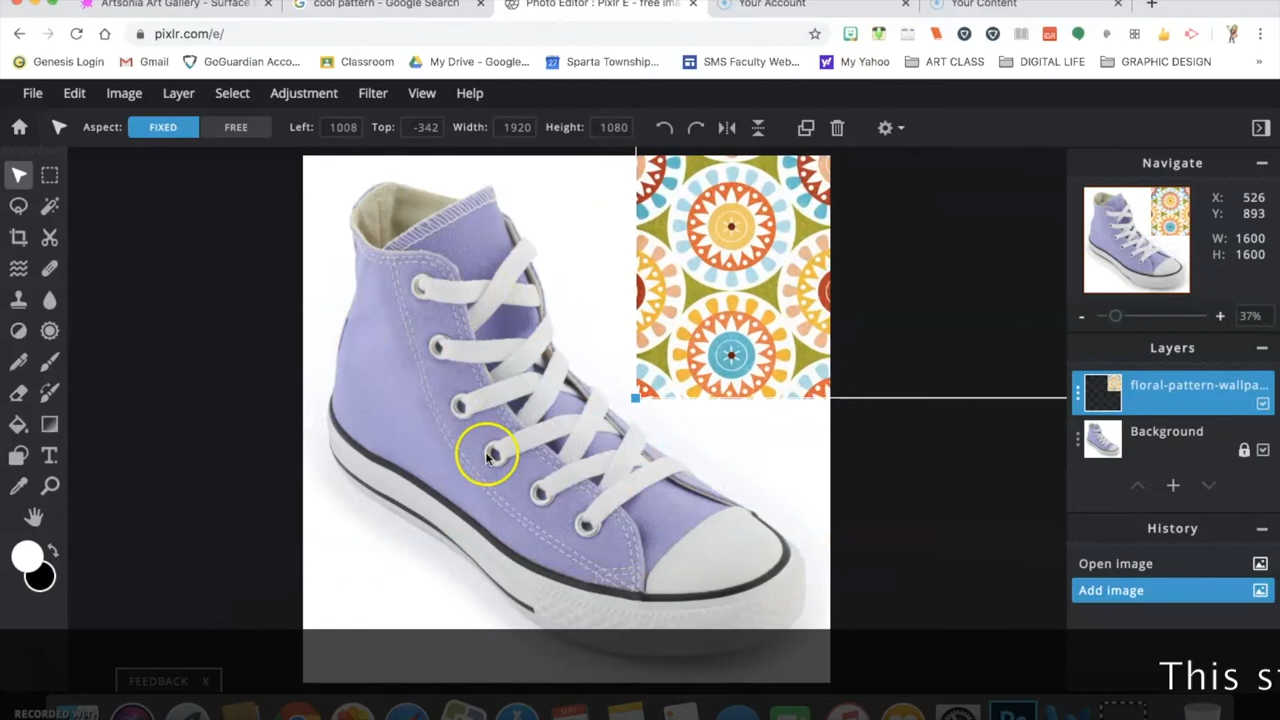 Artsonia Art Gallery - Surface × cool pattern - Google Search × Photo Editor : Pixlr E - free ima × Your Account × Your Content × +
pixlr.com/e/
Genesis Login Gmail GoGuardian Acco... Classroom My Drive - Google... Sparta Township... SMS Faculty Web... My Yahoo ART CLASS DIGITAL LIFE GRAPHIC DESIGN »
File Edit Image Layer Select Adjustment Filter View Help
Aspect: FIXED FREE Left: 1008 Top: -342 Width: 1920 Height: 1080
Navigate
X: 526
Y: 893
W: 1600
H: 1600
- + 37%
Layers
floral-pattern-wallpa...
Background
History
Open image
Add image
This s
FEEDBACK X
RECORDED WITH